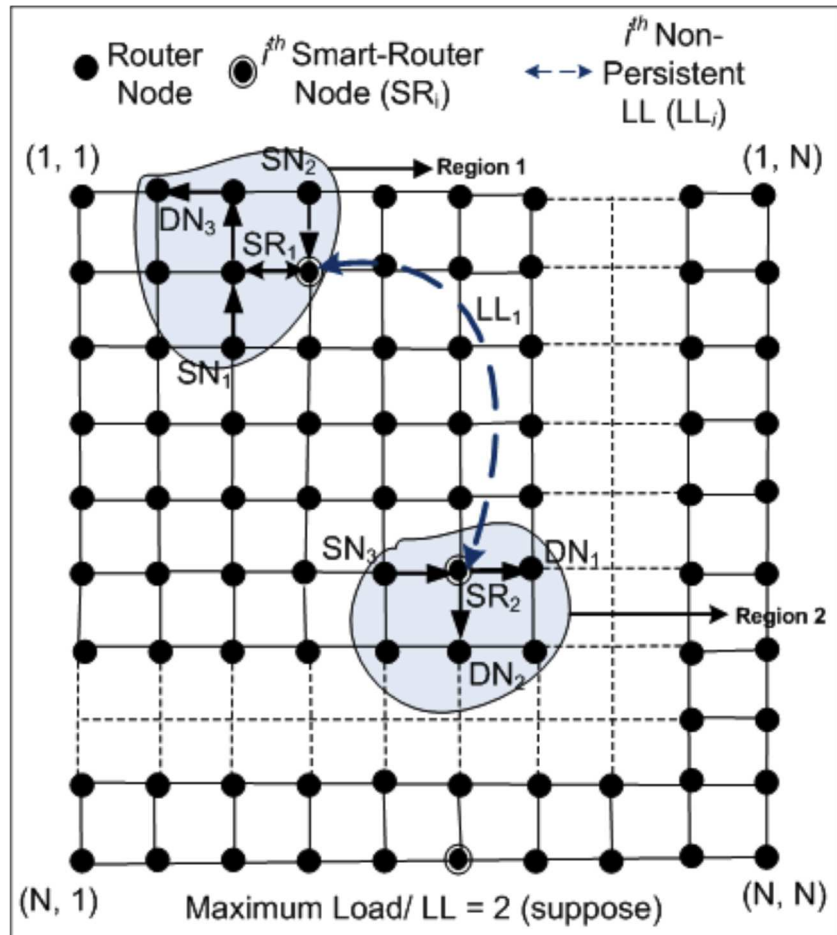 Router Node
i^th Smart-Router Node (SR_i)
i^th Non-Persistent LL (LL_i)
(1, 1)
SN₂
Region 1
(1, N)
DN₃
SR₁
LL₁
SN₁
SN₃
DN₁
SR₂
Region 2
DN₂
(N, 1)
Maximum Load/ LL = 2 (suppose)
(N, N)